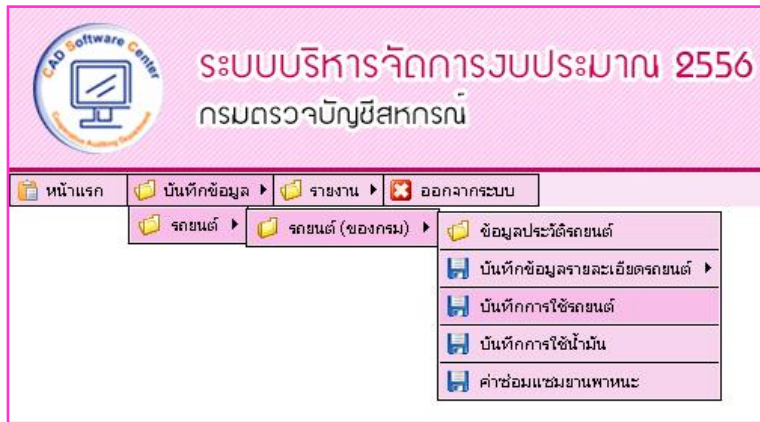 CAD Software Center
Cooperative Auditing Department
ระบบบริหารจัดการงบประมาณ 2556
กรมตรวจบัญชีสหกรณ์
หน้าแรก บันทึกข้อมูล รายงาน ออกจากระบบ
รถยนต์ รถยนต์ (ของกรม) ข้อมูลประวัติรถยนต์
บันทึกข้อมูลรายละเอียดรถยนต์
บันทึกการใช้รถยนต์
บันทึกการใช้น้ำมัน
ค่าซ่อมแซมยานพาหนะ